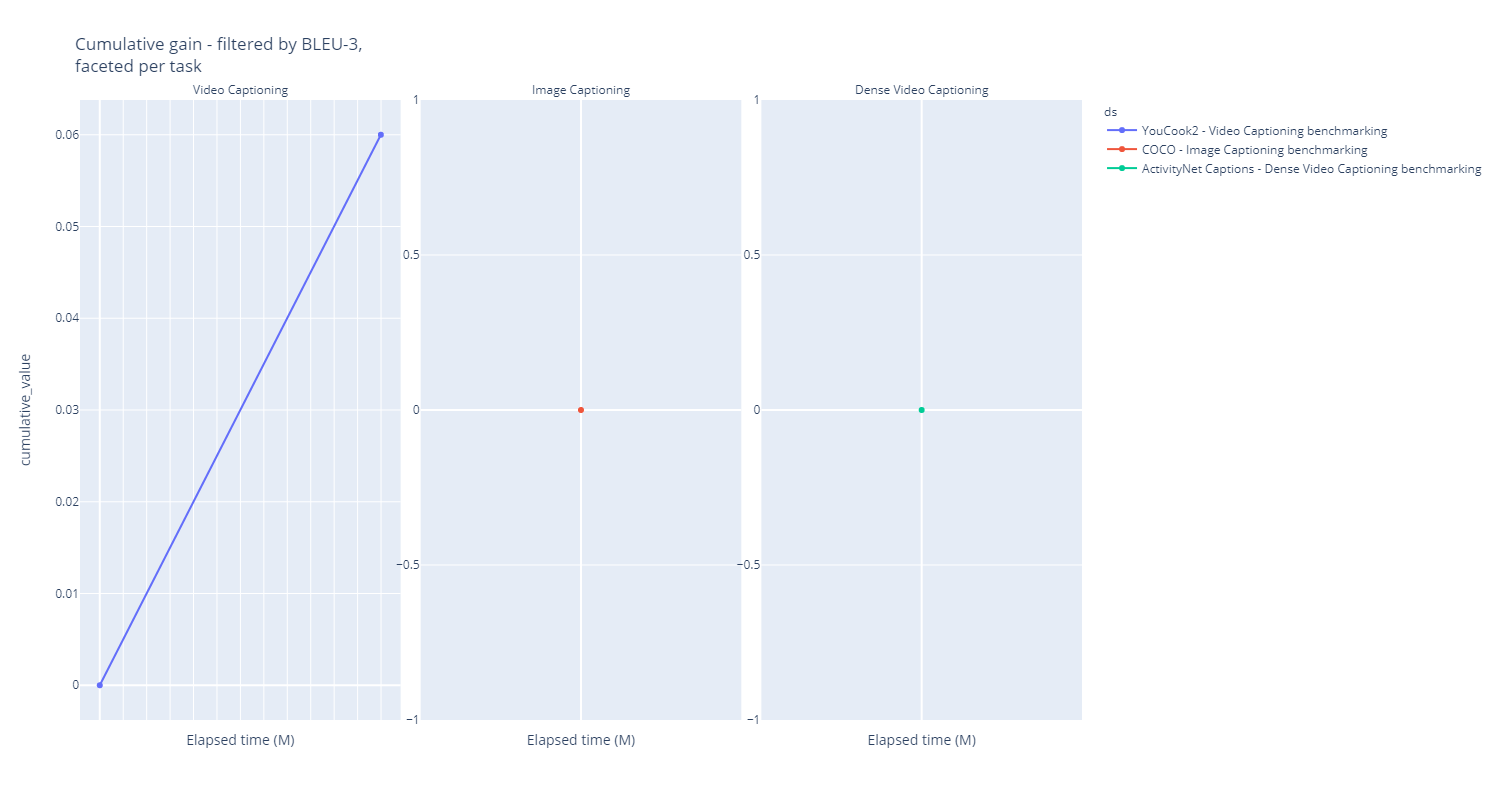 Cumulative gain - filtered by BLEU-3,
faceted per task
Video Captioning
Image Captioning
Dense Video Captioning
ds
YouCook2 - Video Captioning benchmarking
COCO - Image Captioning benchmarking
ActivityNet Captions - Dense Video Captioning benchmarking
cumulative_value
0.06
0.05
0.04
0.03
0.02
0.01
0
1
0.5
0
−0.5
−1
1
0.5
0
−0.5
−1
Elapsed time (M)
Elapsed time (M)
Elapsed time (M)